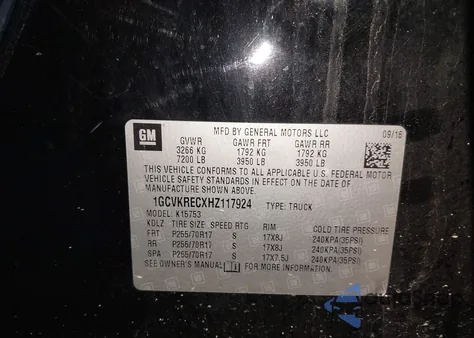 MFD BY GENERAL MOTORS LLC 09/16
GM
GVWR GAWR FRT GAWR RR
3266 KG 1792 KG 1792 KG
7200 LB 3950 LB 3950 LB
THIS VEHICLE CONFORMS TO ALL APPLICABLE U.S. FEDERAL MOTOR
VEHICLE SAFETY STANDARDS IN EFFECT ON THE DATE OF
MANUFACTURE SHOWN ABOVE.
1GCVKRECXHZ117924 TYPE: TRUCK
MODEL: K15753
KDLZ TIRE SIZE SPEED RTG RIM COLD TIRE PRESSURE
FRT P255/70R17 S 17X8J 240KPA(35PSI)
RR P255/70R17 S 17X8J 240KPA(35PSI)
SPA P255/70R17 S 17X7.5J 240KPA(35PSI)
SEE OWNER'S MANUAL